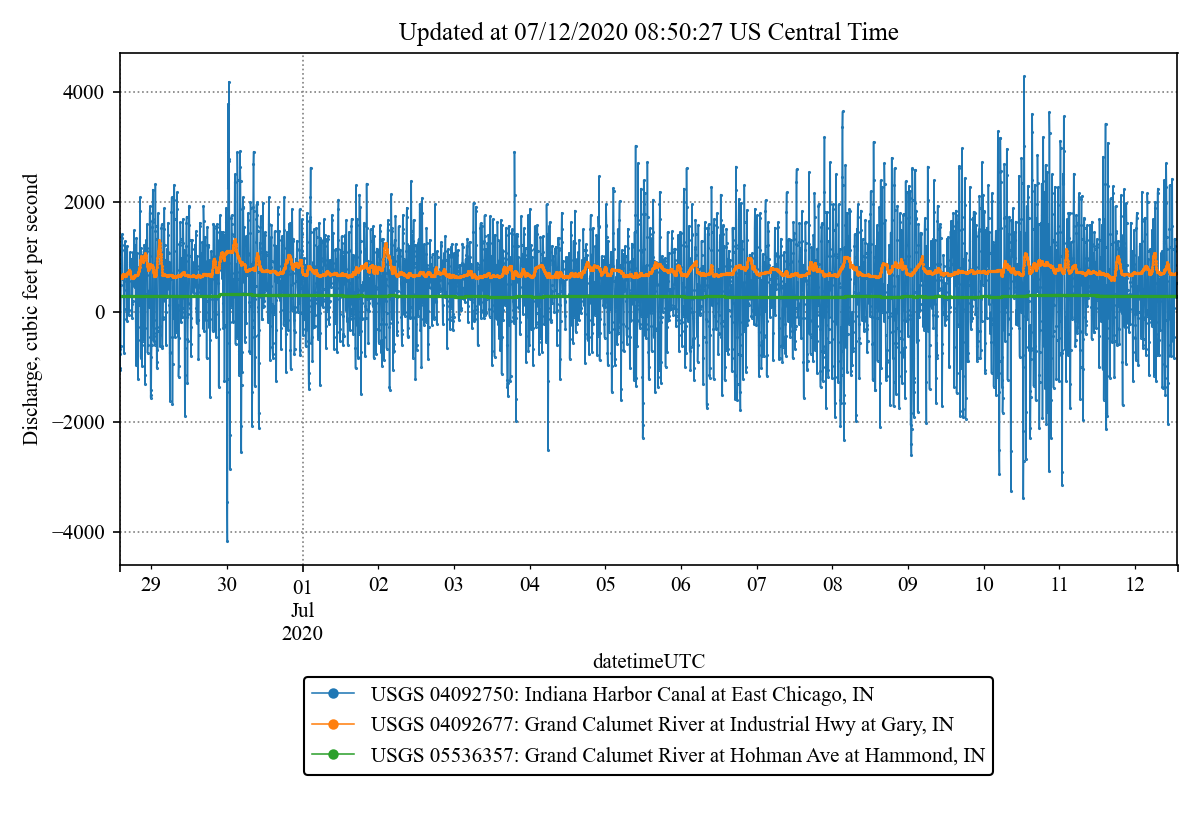 Updated at 07/12/2020 08:50:27 US Central Time
Discharge, cubic feet per second
4000
2000
0
−2000
−4000
29 30 01 02 03 04 05 06 07 08 09 10 11 12
Jul
2020
datetimeUTC
USGS 04092750: Indiana Harbor Canal at East Chicago, IN
USGS 04092677: Grand Calumet River at Industrial Hwy at Gary, IN
USGS 05536357: Grand Calumet River at Hohman Ave at Hammond, IN